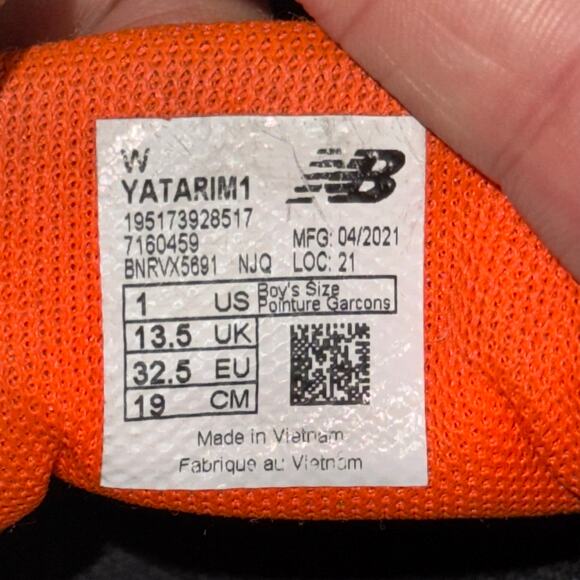 W
YATARIM1
NB
195173928517
7160459 MFG: 04/2021
BNRVX5691 NJQ LOC: 21
1 US Boy's Size
Pointure Garcons
13.5 UK
32.5 EU
19 CM
Made in Vietnam
Fabrique au Vietnam